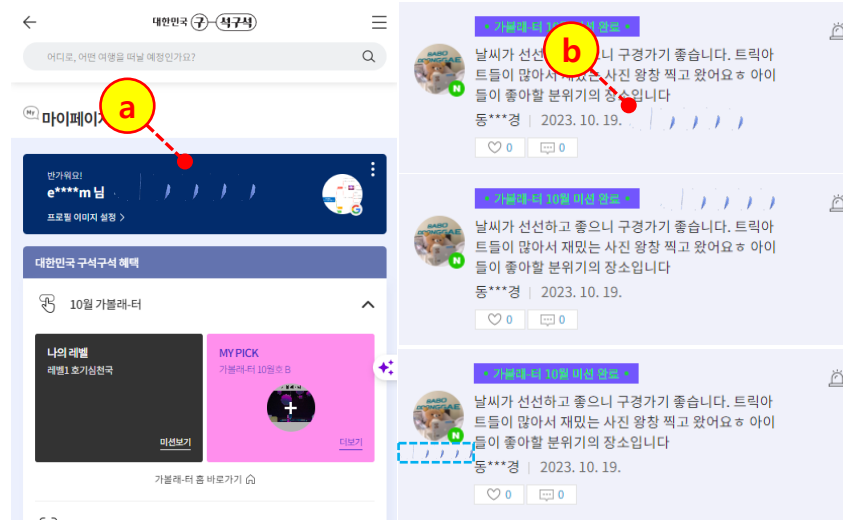 대한민국 구석구석
어디로, 어떤 여행을 떠날 예정인가요?
MY
마이페이지
a
반가워요!
e****m 님
프로필 이미지 설정 >
대한민국 구석구석 혜택
10월 가볼래-터
나의 레벨
레벨1 호기심천국
미션보기
MY PICK
가볼래-터 10월호 B
더보기
가볼래-터 홈 바로가기
b
• 가볼래-터 10월 미션 완료 •
날씨가 선선하고 좋으니 구경가기 좋습니다. 트릭아
트들이 많아서 재밌는 사진 왕창 찍고 왔어요ㅎ 아이
들이 좋아할 분위기의 장소입니다
동***경 | 2023. 10. 19.
0 0
• 가볼래-터 10월 미션 완료 •
날씨가 선선하고 좋으니 구경가기 좋습니다. 트릭아
트들이 많아서 재밌는 사진 왕창 찍고 왔어요ㅎ 아이
들이 좋아할 분위기의 장소입니다
동***경 | 2023. 10. 19.
0 0
• 가볼래-터 10월 미션 완료 •
날씨가 선선하고 좋으니 구경가기 좋습니다. 트릭아
트들이 많아서 재밌는 사진 왕창 찍고 왔어요ㅎ 아이
들이 좋아할 분위기의 장소입니다
동***경 | 2023. 10. 19.
0 0